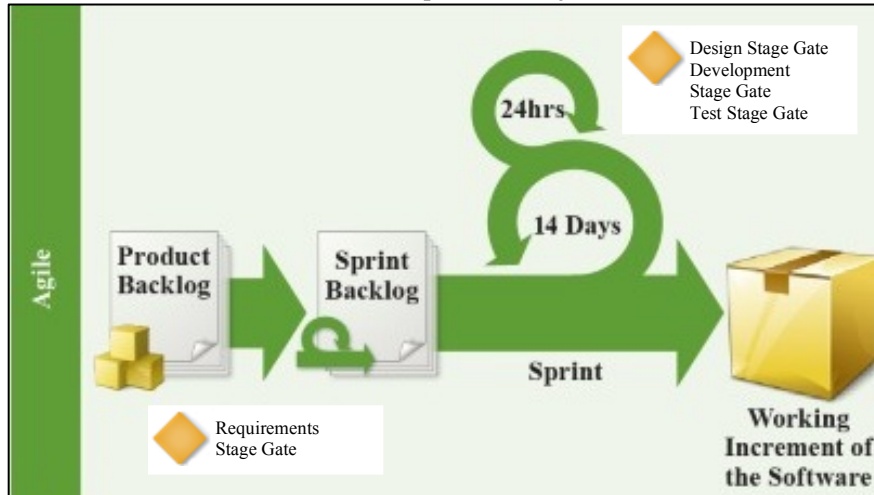 Agile
Product
Backlog
Sprint
Backlog
24hrs
14 Days
Sprint
Design Stage Gate
Development
Stage Gate
Test Stage Gate
Requirements
Stage Gate
Working
Increment of
the Software